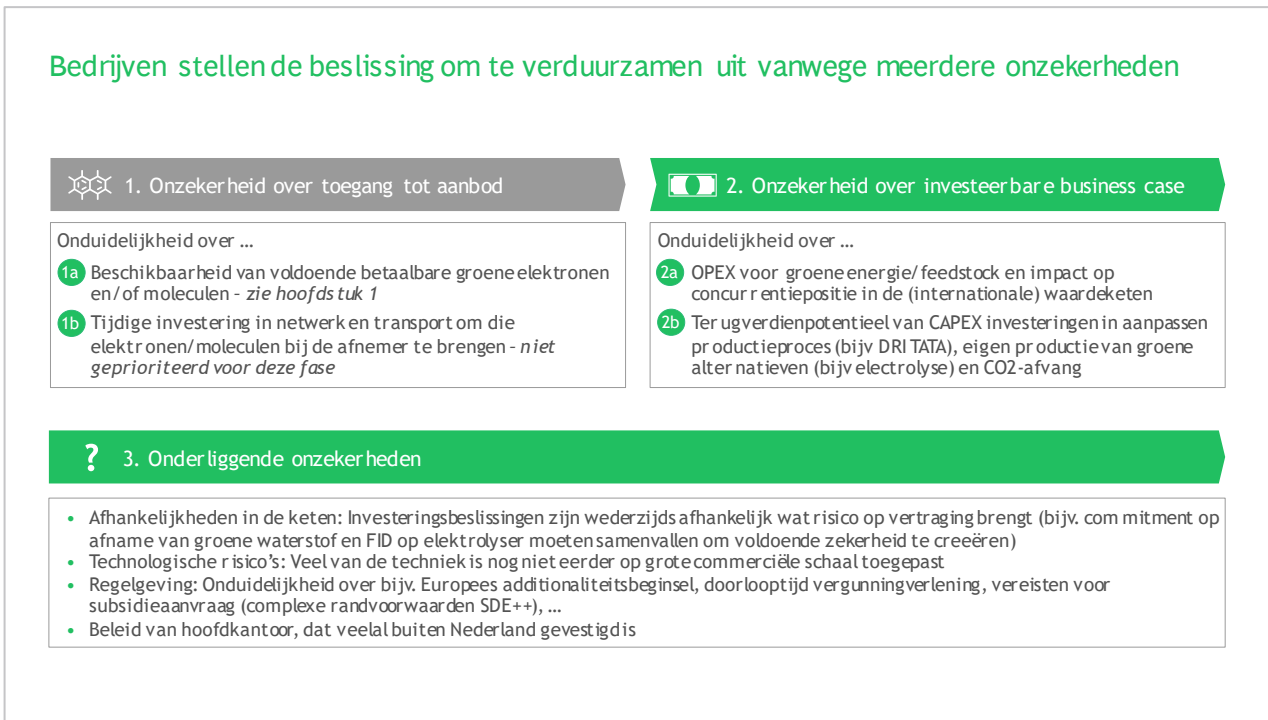 Bedrijven stellen de beslissing om te verduurzamen uit vanwege meerdere onzekerheden
1. Onzekerheid over toegang tot aanbod
Onduidelijkheid over …
1a Beschikbaarheid van voldoende betaalbare groene elektronen
en/of moleculen – zie hoofdstuk 1
1b Tijdige investering in netwerk en transport om die
elektronen/moleculen bij de afnemer te brengen – niet
geprioriteerd voor deze fase
2. Onzekerheid over investeerbare business case
Onduidelijkheid over …
2a OPEX voor groene energie/feedstock en impact op
concurrentiepositie in de (internationale) waardeketen
2b Terugverdienpotentieel van CAPEX investeringen in aanpassen
productieproces (bijv DRI TATA), eigen productie van groene
alternatieven (bijv electrolyse) en CO2-afvang
? 3. Onderliggende onzekerheden
• Afhankelijkheden in de keten: Investeringsbeslissingen zijn wederzijds afhankelijk wat risico op vertraging brengt (bijv. commitment op
afname van groene waterstof en FID op elektrolyser moeten samenvallen om voldoende zekerheid te creeëren)
• Technologische risico's: Veel van de techniek is nog niet eerder op grote commerciële schaal toegepast
• Regelgeving: Onduidelijkheid over bijv. Europees additionaliteitsbeginsel, doorlooptijd vergunningverlening, vereisten voor
subsidieaanvraag (complexe randvoorwaarden SDE++), …
• Beleid van hoofdkantoor, dat veelal buiten Nederland gevestigd is